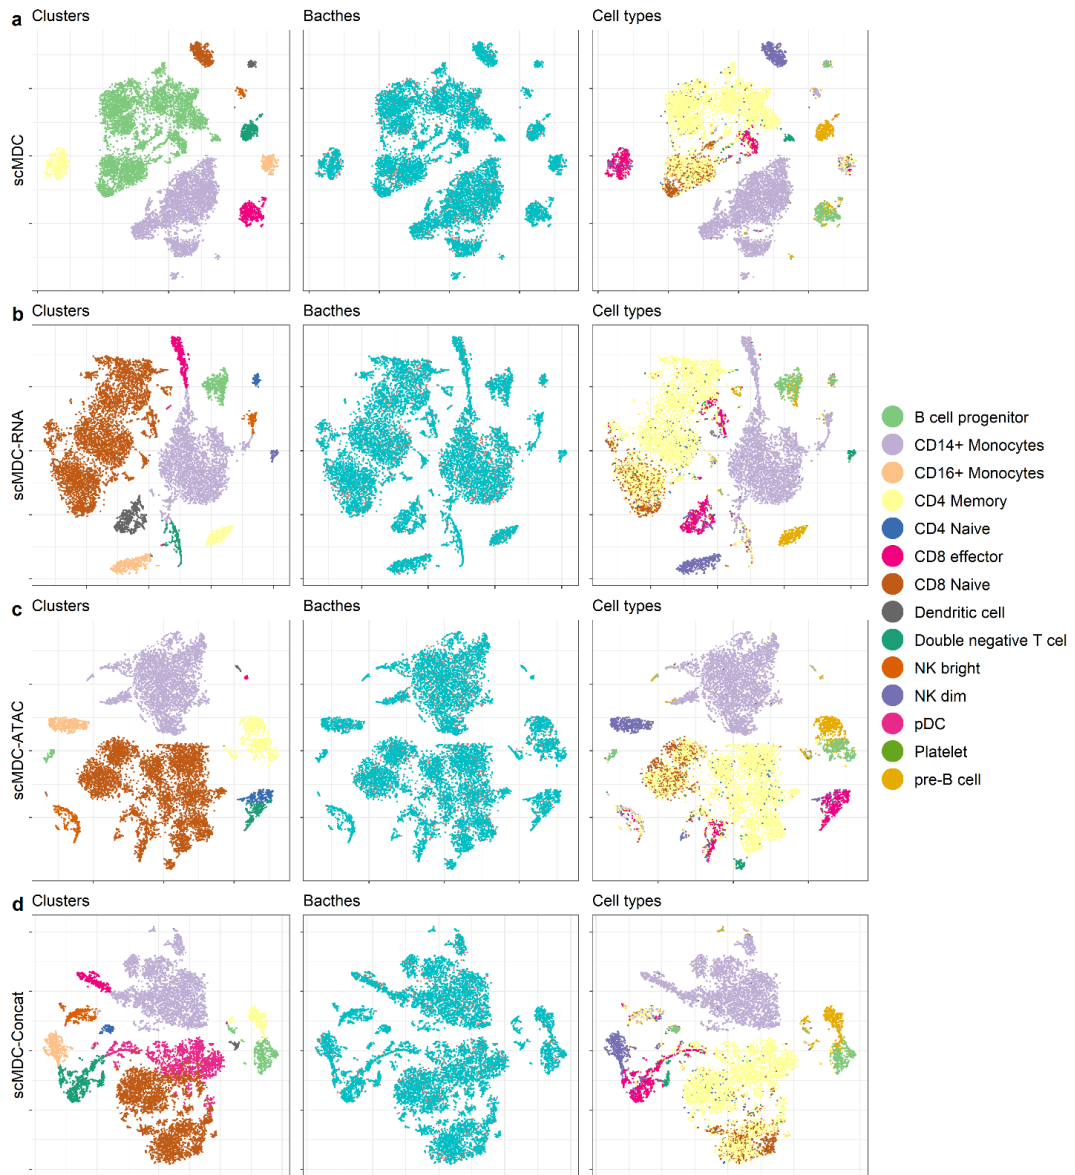 a Clusters Bacthes Cell types
scMDC
b Clusters Bacthes Cell types
scMDC-RNA
B cell progenitor
CD14+ Monocytes
CD16+ Monocytes
CD4 Memory
CD4 Naive
CD8 effector
CD8 Naive
Dendritic cell
Double negative T cel
NK bright
NK dim
pDC
Platelet
pre-B cell
c Clusters Bacthes Cell types
scMDC-ATAC
d Clusters Bacthes Cell types
scMDC-Concat